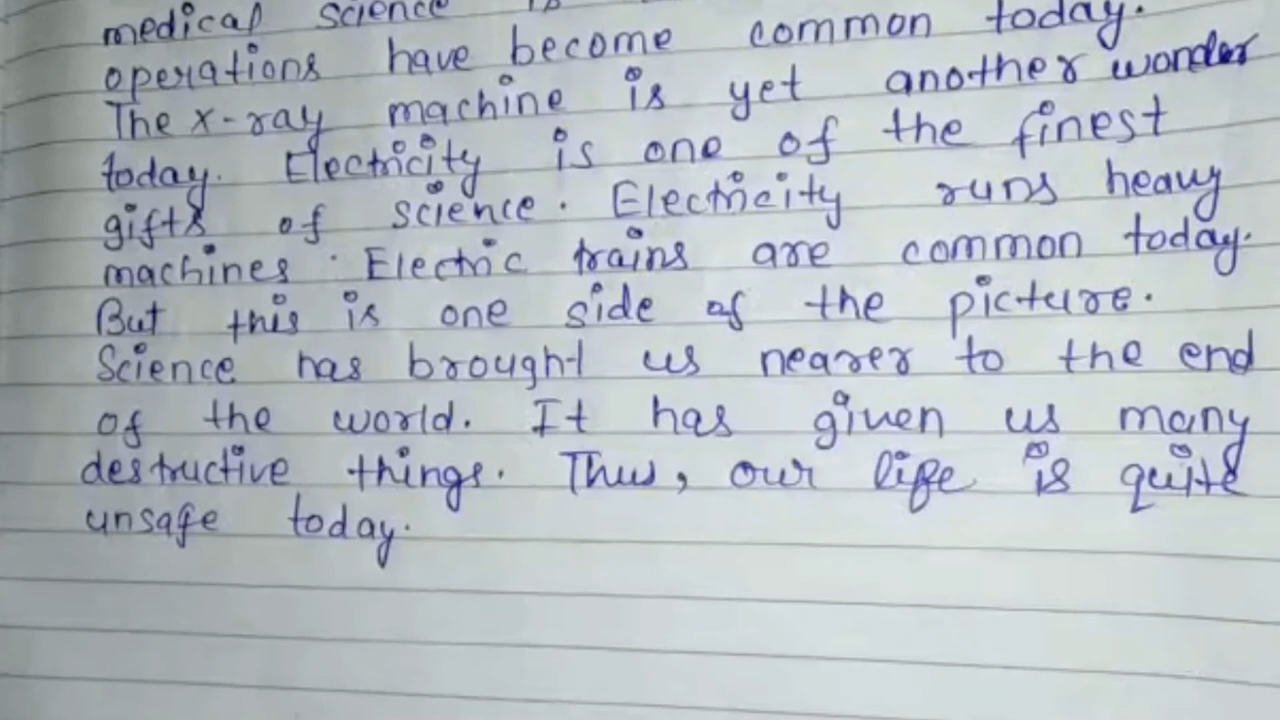 medical science is
operations have become common today.
The x-ray machine is yet another wonder
today. Electricity is one of the finest
gifts of science. Electricity runs heavy
machines. Electric trains are common today.
But this is one side of the picture.
Science has brought us nearer to the end
of the world. It has given us many
destructive things. Thus, our life is quite
unsafe today.